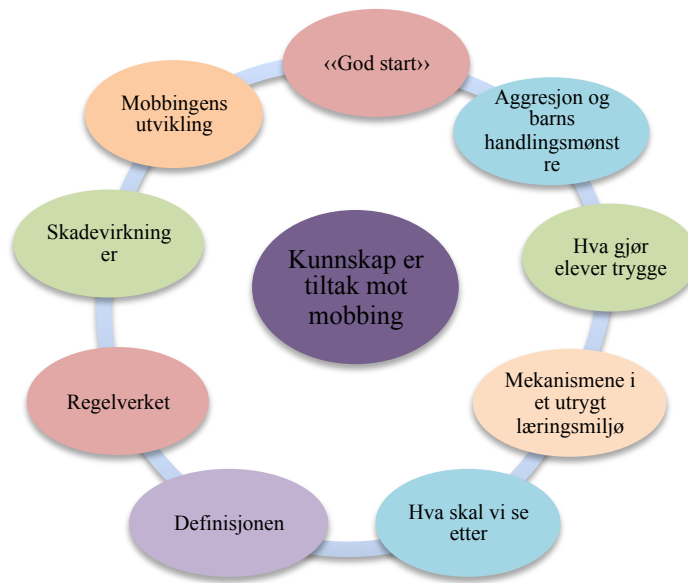 ‹‹God start››
Aggresjon og
barns
handlingsmønst
re
Hva gjør
elever trygge
Mekanismene i
et utrygt
læringsmiljø
Hva skal vi se
etter
Definisjonen
Regelverket
Skadevirkning
er
Mobbingens
utvikling
Kunnskap er
tiltak mot
mobbing